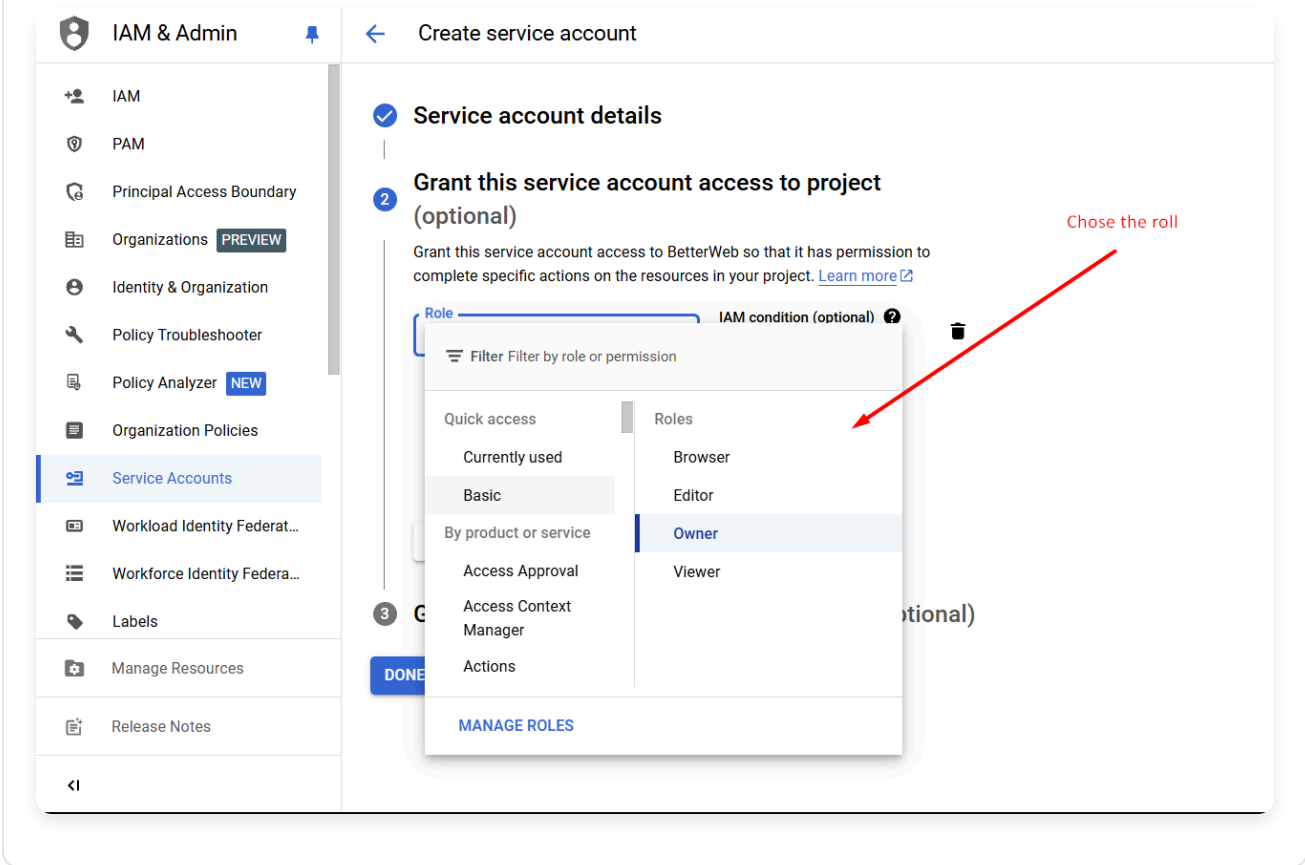 IAM & Admin
Create service account
IAM
PAM
Principal Access Boundary
Organizations PREVIEW
Identity & Organization
Policy Troubleshooter
Policy Analyzer NEW
Organization Policies
Service Accounts
Workload Identity Federat...
Workforce Identity Federa...
Labels
Manage Resources
Release Notes
Service account details
2
Grant this service account access to project
(optional)
Grant this service account access to BetterWeb so that it has permission to
complete specific actions on the resources in your project. Learn more
Chose the roll
Role
IAM condition (optional) ?
Filter Filter by role or permission
Quick access
Currently used
Basic
By product or service
Access Approval
Access Context
Manager
Actions
Roles
Browser
Editor
Owner
Viewer
MANAGE ROLES
3
DONE